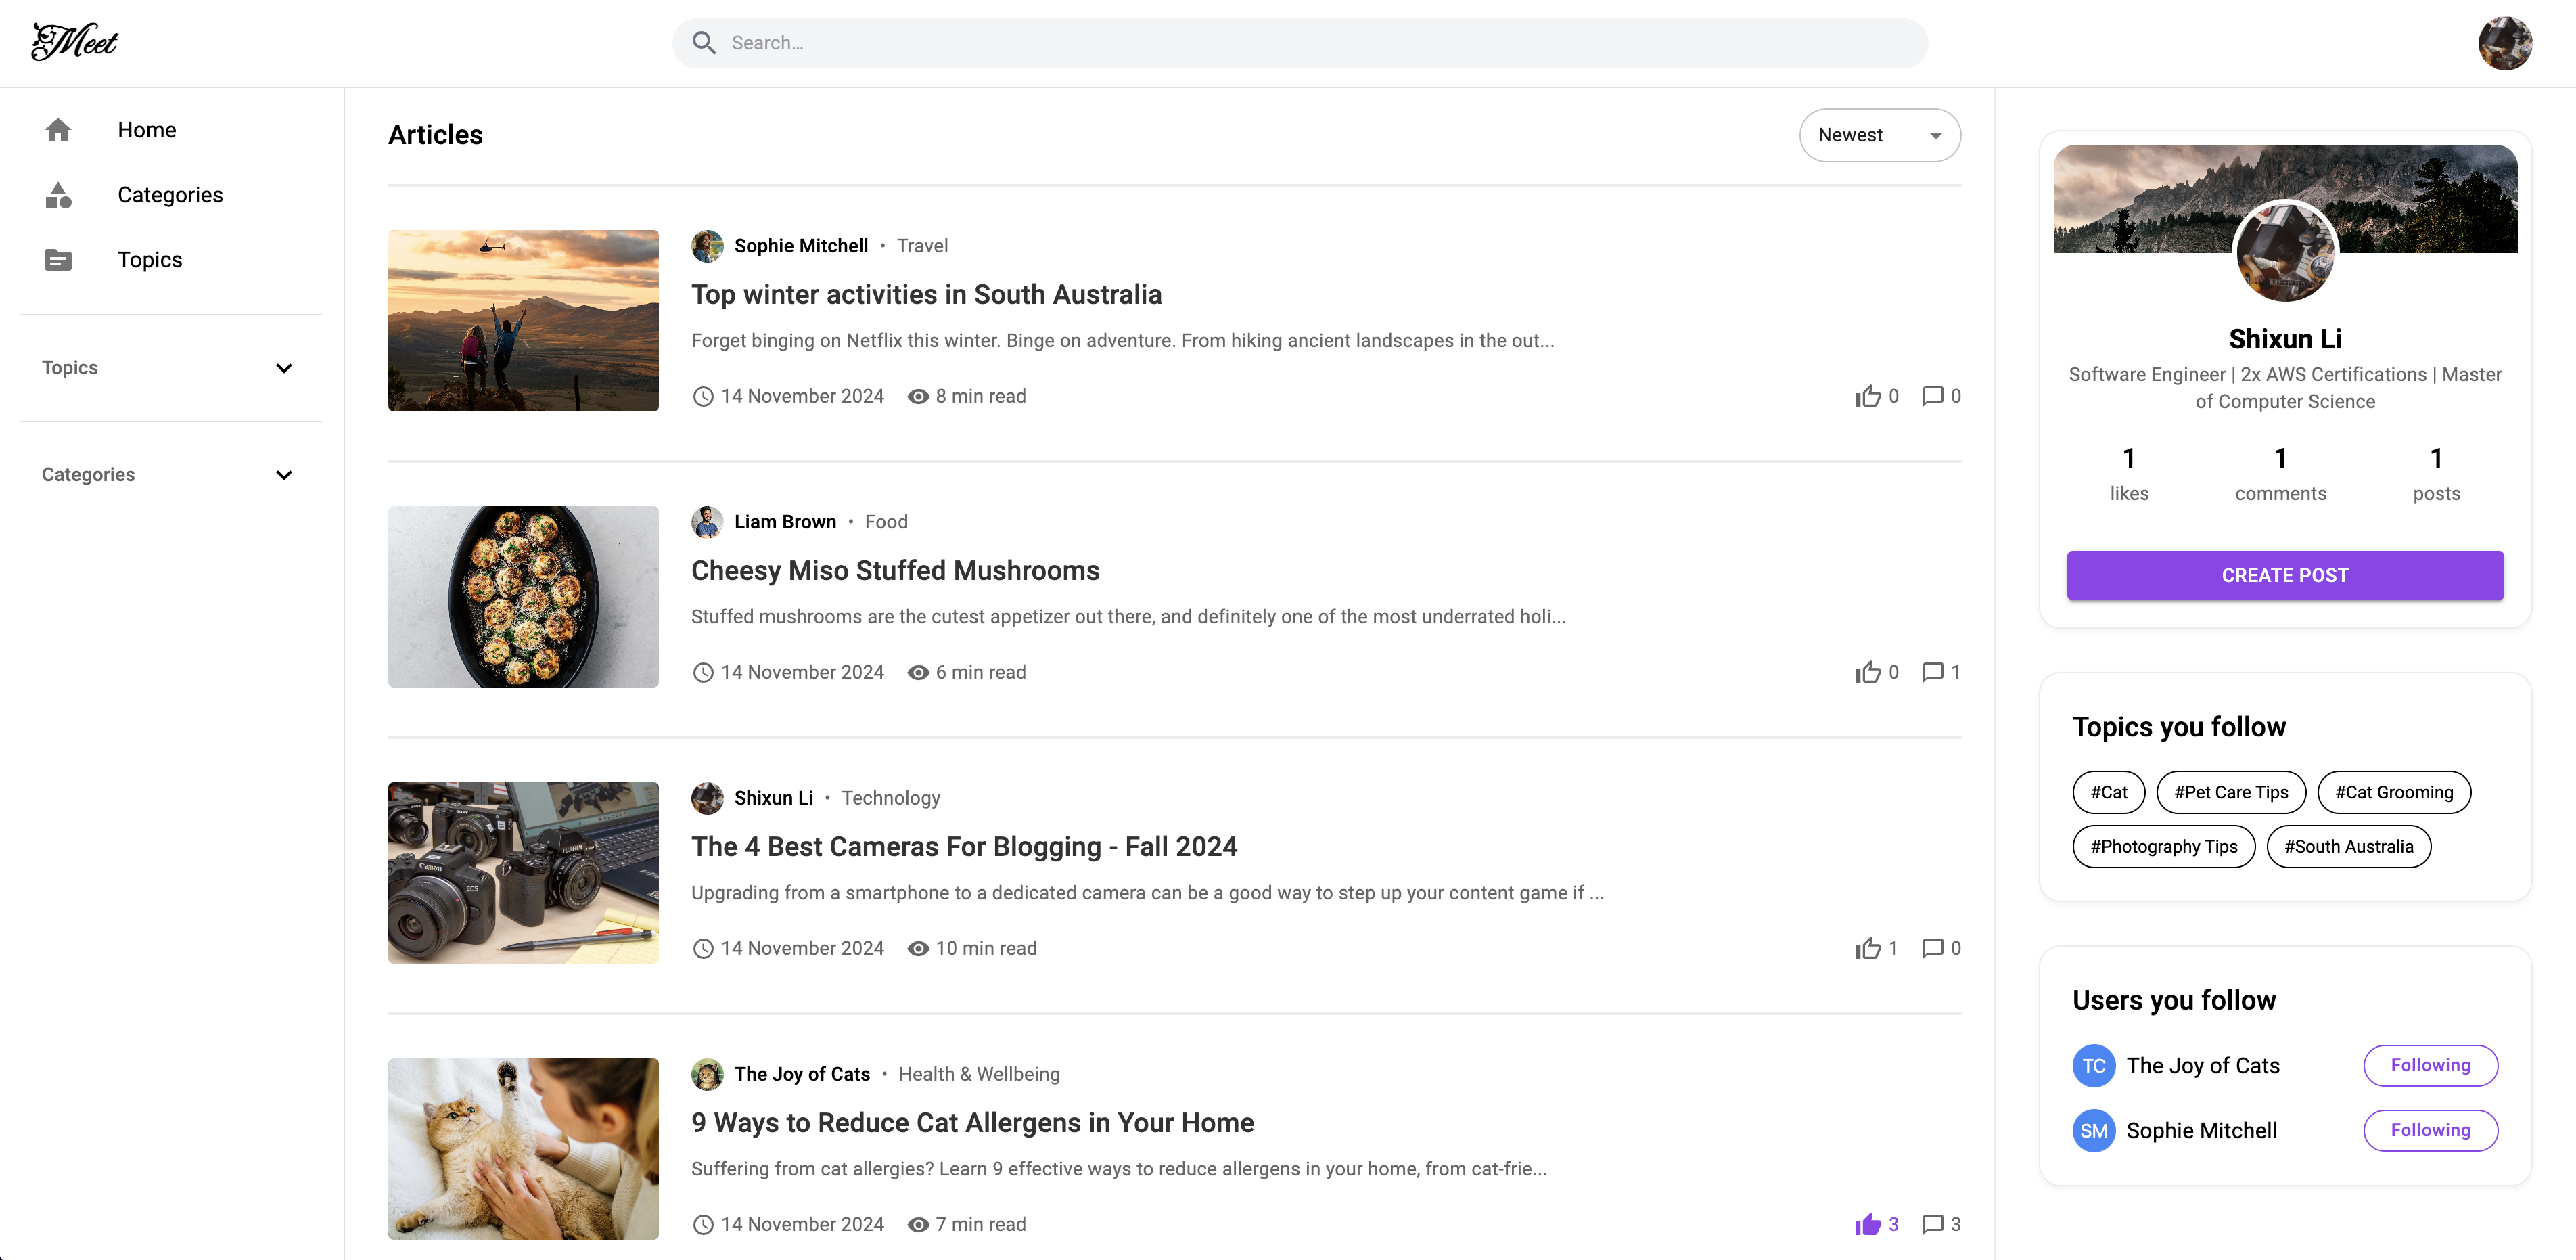 Meet
Search...
Home
Categories
Topics
Topics
Categories
Articles
Newest
Sophie Mitchell • Travel
Top winter activities in South Australia
Forget binging on Netflix this winter. Binge on adventure. From hiking ancient landscapes in the out...
14 November 2024 8 min read 0 0
Liam Brown • Food
Cheesy Miso Stuffed Mushrooms
Stuffed mushrooms are the cutest appetizer out there, and definitely one of the most underrated holi...
14 November 2024 6 min read 0 1
Shixun Li • Technology
The 4 Best Cameras For Blogging - Fall 2024
Upgrading from a smartphone to a dedicated camera can be a good way to step up your content game if ...
14 November 2024 10 min read 1 0
Canon
EOS
The Joy of Cats • Health & Wellbeing
9 Ways to Reduce Cat Allergens in Your Home
Suffering from cat allergies? Learn 9 effective ways to reduce allergens in your home, from cat-frie...
14 November 2024 7 min read 3 3
Shixun Li
Software Engineer | 2x AWS Certifications | Master
of Computer Science
1 1 1
likes comments posts
CREATE POST
Topics you follow
#Cat #Pet Care Tips #Cat Grooming
#Photography Tips #South Australia
Users you follow
TC The Joy of Cats Following
SM Sophie Mitchell Following